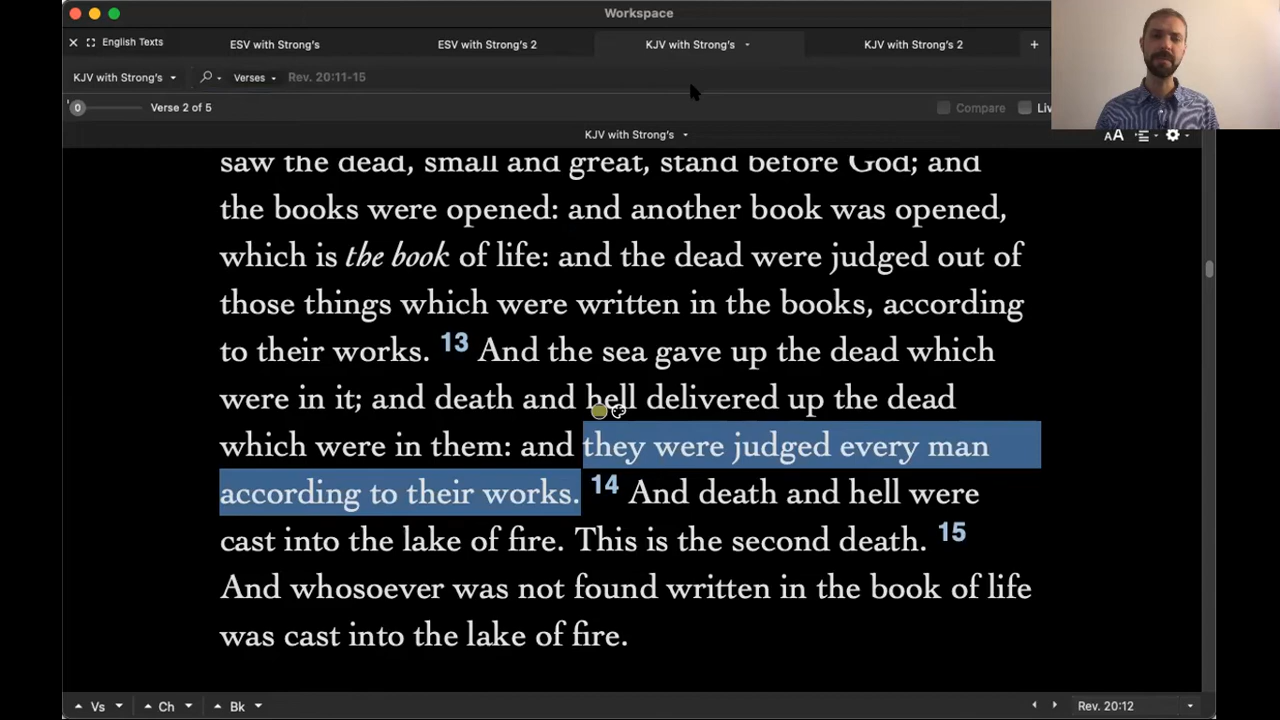 Workspace
English Texts
ESV with Strong's
ESV with Strong's 2
KJV with Strong's
KJV with Strong's 2
+
KJV with Strong's
Verses
Rev. 20:11-15
0
Verse 2 of 5
Compare
KJV with Strong's
AA
saw the dead, small and great, stand before God; and
the books were opened: and another book was opened,
which is the book of life: and the dead were judged out of
those things which were written in the books, according
to their works. 13 And the sea gave up the dead which
were in it; and death and hell delivered up the dead
which were in them: and they were judged every man
according to their works. 14 And death and hell were
cast into the lake of fire. This is the second death. 15
And whosoever was not found written in the book of life
was cast into the lake of fire.
Vs
Ch
Bk
Rev. 20:12